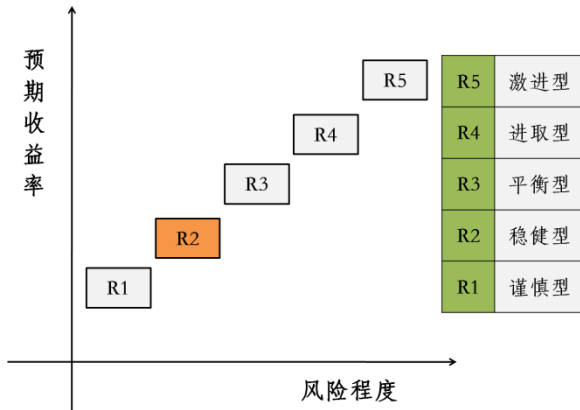 预期收益率
R5
R4
R3
R2
R1
风险程度
R5 激进型
R4 进取型
R3 平衡型
R2 稳健型
R1 谨慎型